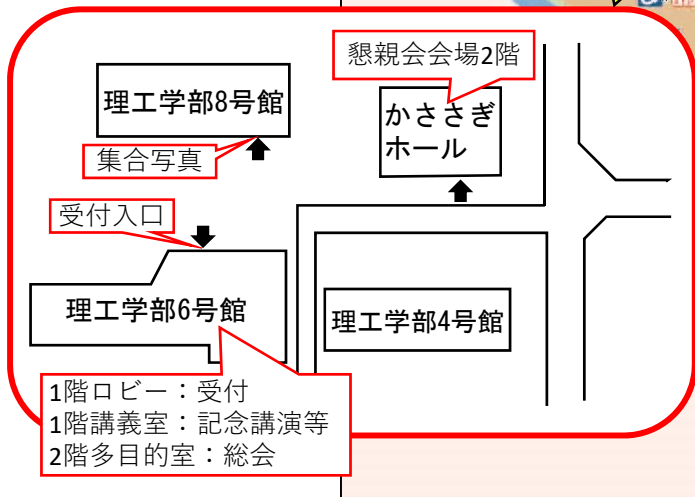 懇親会会場2階
理工学部8号館
かささぎ
ホール
集合写真
受付入口
理工学部6号館
理工学部4号館
1階ロビー：受付
1階講義室：記念講演等
2階多目的室：総会